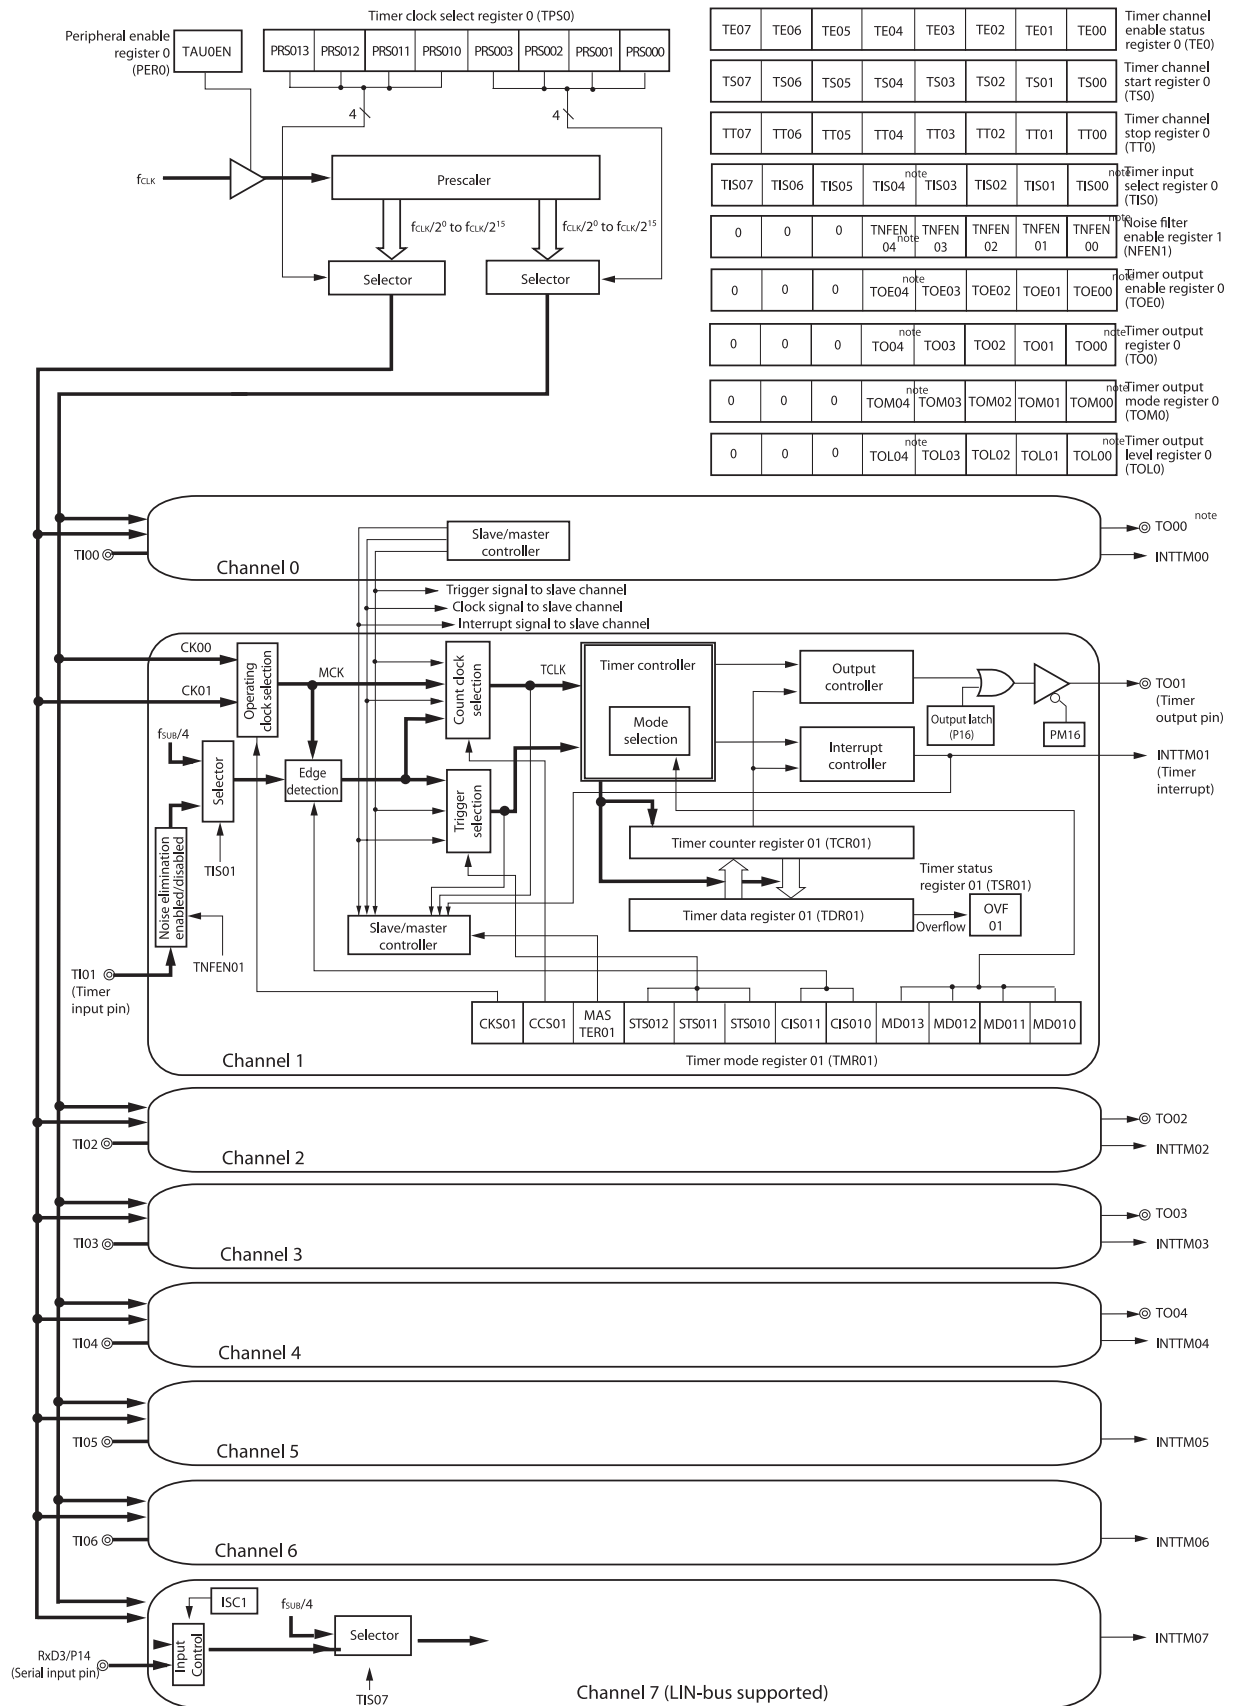 Timer clock select register 0 (TPS0)
Peripheral enable
register 0
(PER0)
TAU0EN
PRS013 PRS012 PRS011 PRS010 PRS003 PRS002 PRS001 PRS000
4
4
fCLK
Prescaler
fCLK/2⁰ to fCLK/2¹⁵
fCLK/2⁰ to fCLK/2¹⁵
Selector
Selector
TE07 TE06 TE05 TE04 TE03 TE02 TE01 TE00
Timer channel
enable status
register 0 (TE0)
TS07 TS06 TS05 TS04 TS03 TS02 TS01 TS00
Timer channel
start register 0
(TS0)
TT07 TT06 TT05 TT04 TT03 TT02 TT01 TT00
Timer channel
stop register 0
(TT0)
TIS07 TIS06 TIS05 TIS04 note TIS03 TIS02 TIS01 TIS00 note
Timer input
select register 0
(TIS0)
0 0 0 TNFEN 04 note TNFEN 03 TNFEN 02 TNFEN 01 TNFEN 00 note
Noise filter
enable register 1
(NFEN1)
0 0 0 TOE04 note TOE03 TOE02 TOE01 TOE00 note
Timer output
enable register 0
(TOE0)
0 0 0 TO04 note TO03 TO02 TO01 TO00 note
Timer output
register 0
(TO0)
0 0 0 TOM04 note TOM03 TOM02 TOM01 TOM00 note
Timer output
mode register 0
(TOM0)
0 0 0 TOL04 note TOL03 TOL02 TOL01 TOL00 note
Timer output
level register 0
(TOL0)
TI00
Slave/master
controller
Channel 0
TO00 note
INTTM00
Trigger signal to slave channel
Clock signal to slave channel
Interrupt signal to slave channel
CK00
CK01
Operating
clock selection
MCK
Count clock
selection
TCLK
Timer controller
Mode
selection
Output
controller
Output latch
(P16)
PM16
TO01
(Timer
output pin)
Interrupt
controller
INTTM01
(Timer
interrupt)
fSUB/4
Selector
Edge
detection
Trigger
selection
TIS01
Noise elimination
enabled/disabled
TNFEN01
TI01
(Timer
input pin)
Timer counter register 01 (TCR01)
Timer data register 01 (TDR01)
Timer status
register 01 (TSR01)
Overflow
OVF
01
Slave/master
controller
CKS01 CCS01 MAS TER01 STS012 STS011 STS010 CIS011 CIS010 MD013 MD012 MD011 MD010
Timer mode register 01 (TMR01)
Channel 1
TI02
Channel 2
TO02
INTTM02
TI03
Channel 3
TO03
INTTM03
TI04
Channel 4
TO04
INTTM04
TI05
Channel 5
INTTM05
TI06
Channel 6
INTTM06
ISC1
fSUB/4
Input
Control
Selector
RxD3/P14
(Serial input pin)
TIS07
Channel 7 (LIN-bus supported)
INTTM07